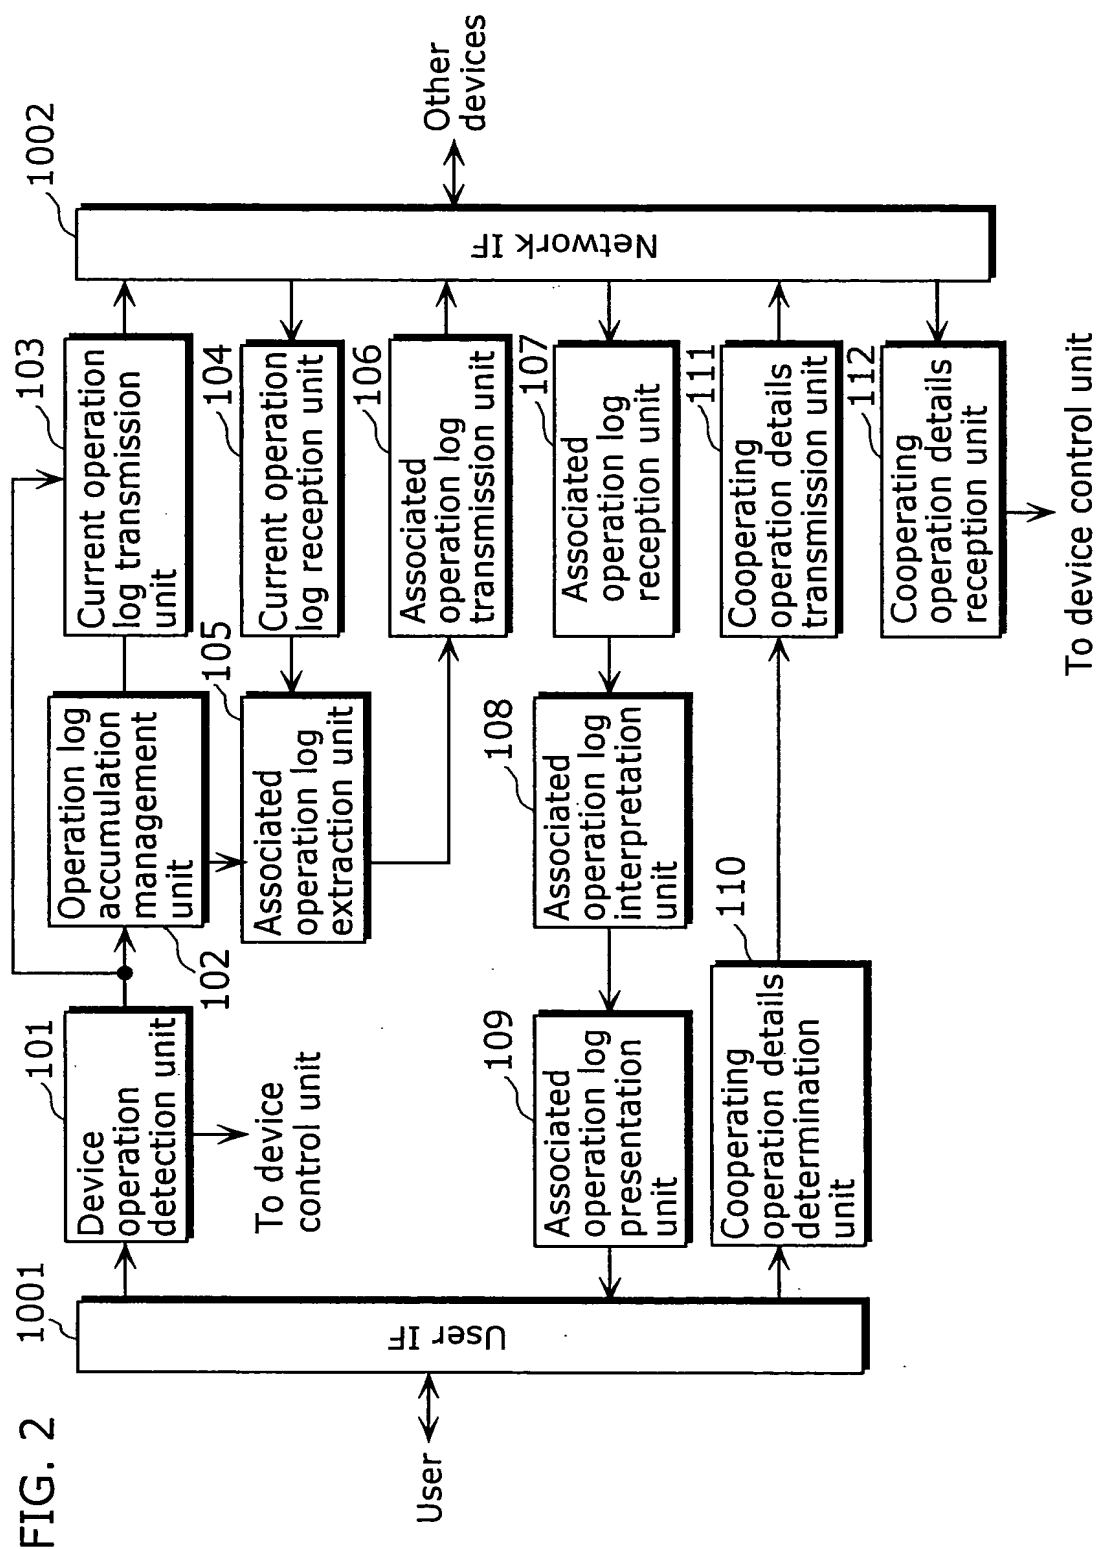 FIG. 2
User
1001
User IF
101
Device
operation
detection unit
To device
control unit
102
Operation log
accumulation
management
unit
103
Current operation
log transmission
unit
104
Current operation
log reception unit
105
Associated
operation log
extraction unit
106
Associated
operation log
transmission unit
107
Associated
operation log
reception unit
108
Associated
operation log
interpretation
unit
109
Associated
operation log
presentation
unit
110
Cooperating
operation details
determination
unit
111
Cooperating
operation details
transmission unit
112
Cooperating
operation details
reception unit
To device control unit
1002
Network IF
Other
devices